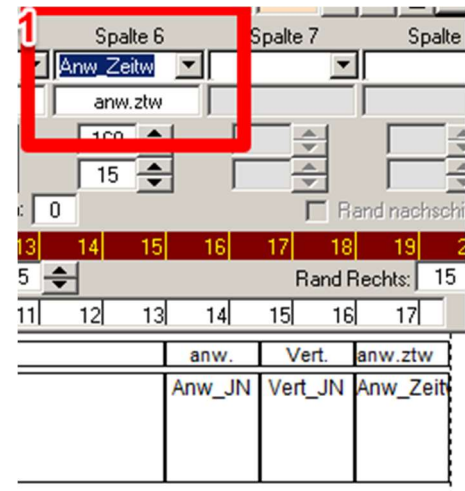 1
Spalte 6 Spalte 7 Spalte
Anw_Zeitw
anw.ztw
160
15
0 Rand nachschi
13 14 15 16 17 18 19 2
5 Rand Rechts: 15
11 12 13 14 15 16 17
anw. Vert. anw.ztw
Anw_JN Vert_JN Anw_Zeit